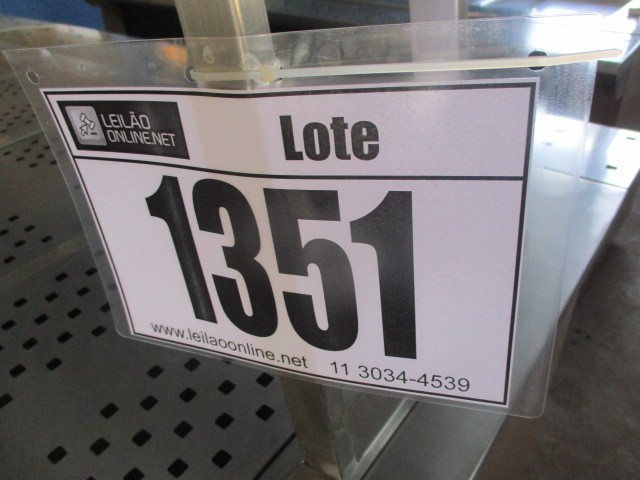 LEILÃO
ONLINE.NET
Lote
1351
www.leilaoonline.net 11 3034-4539